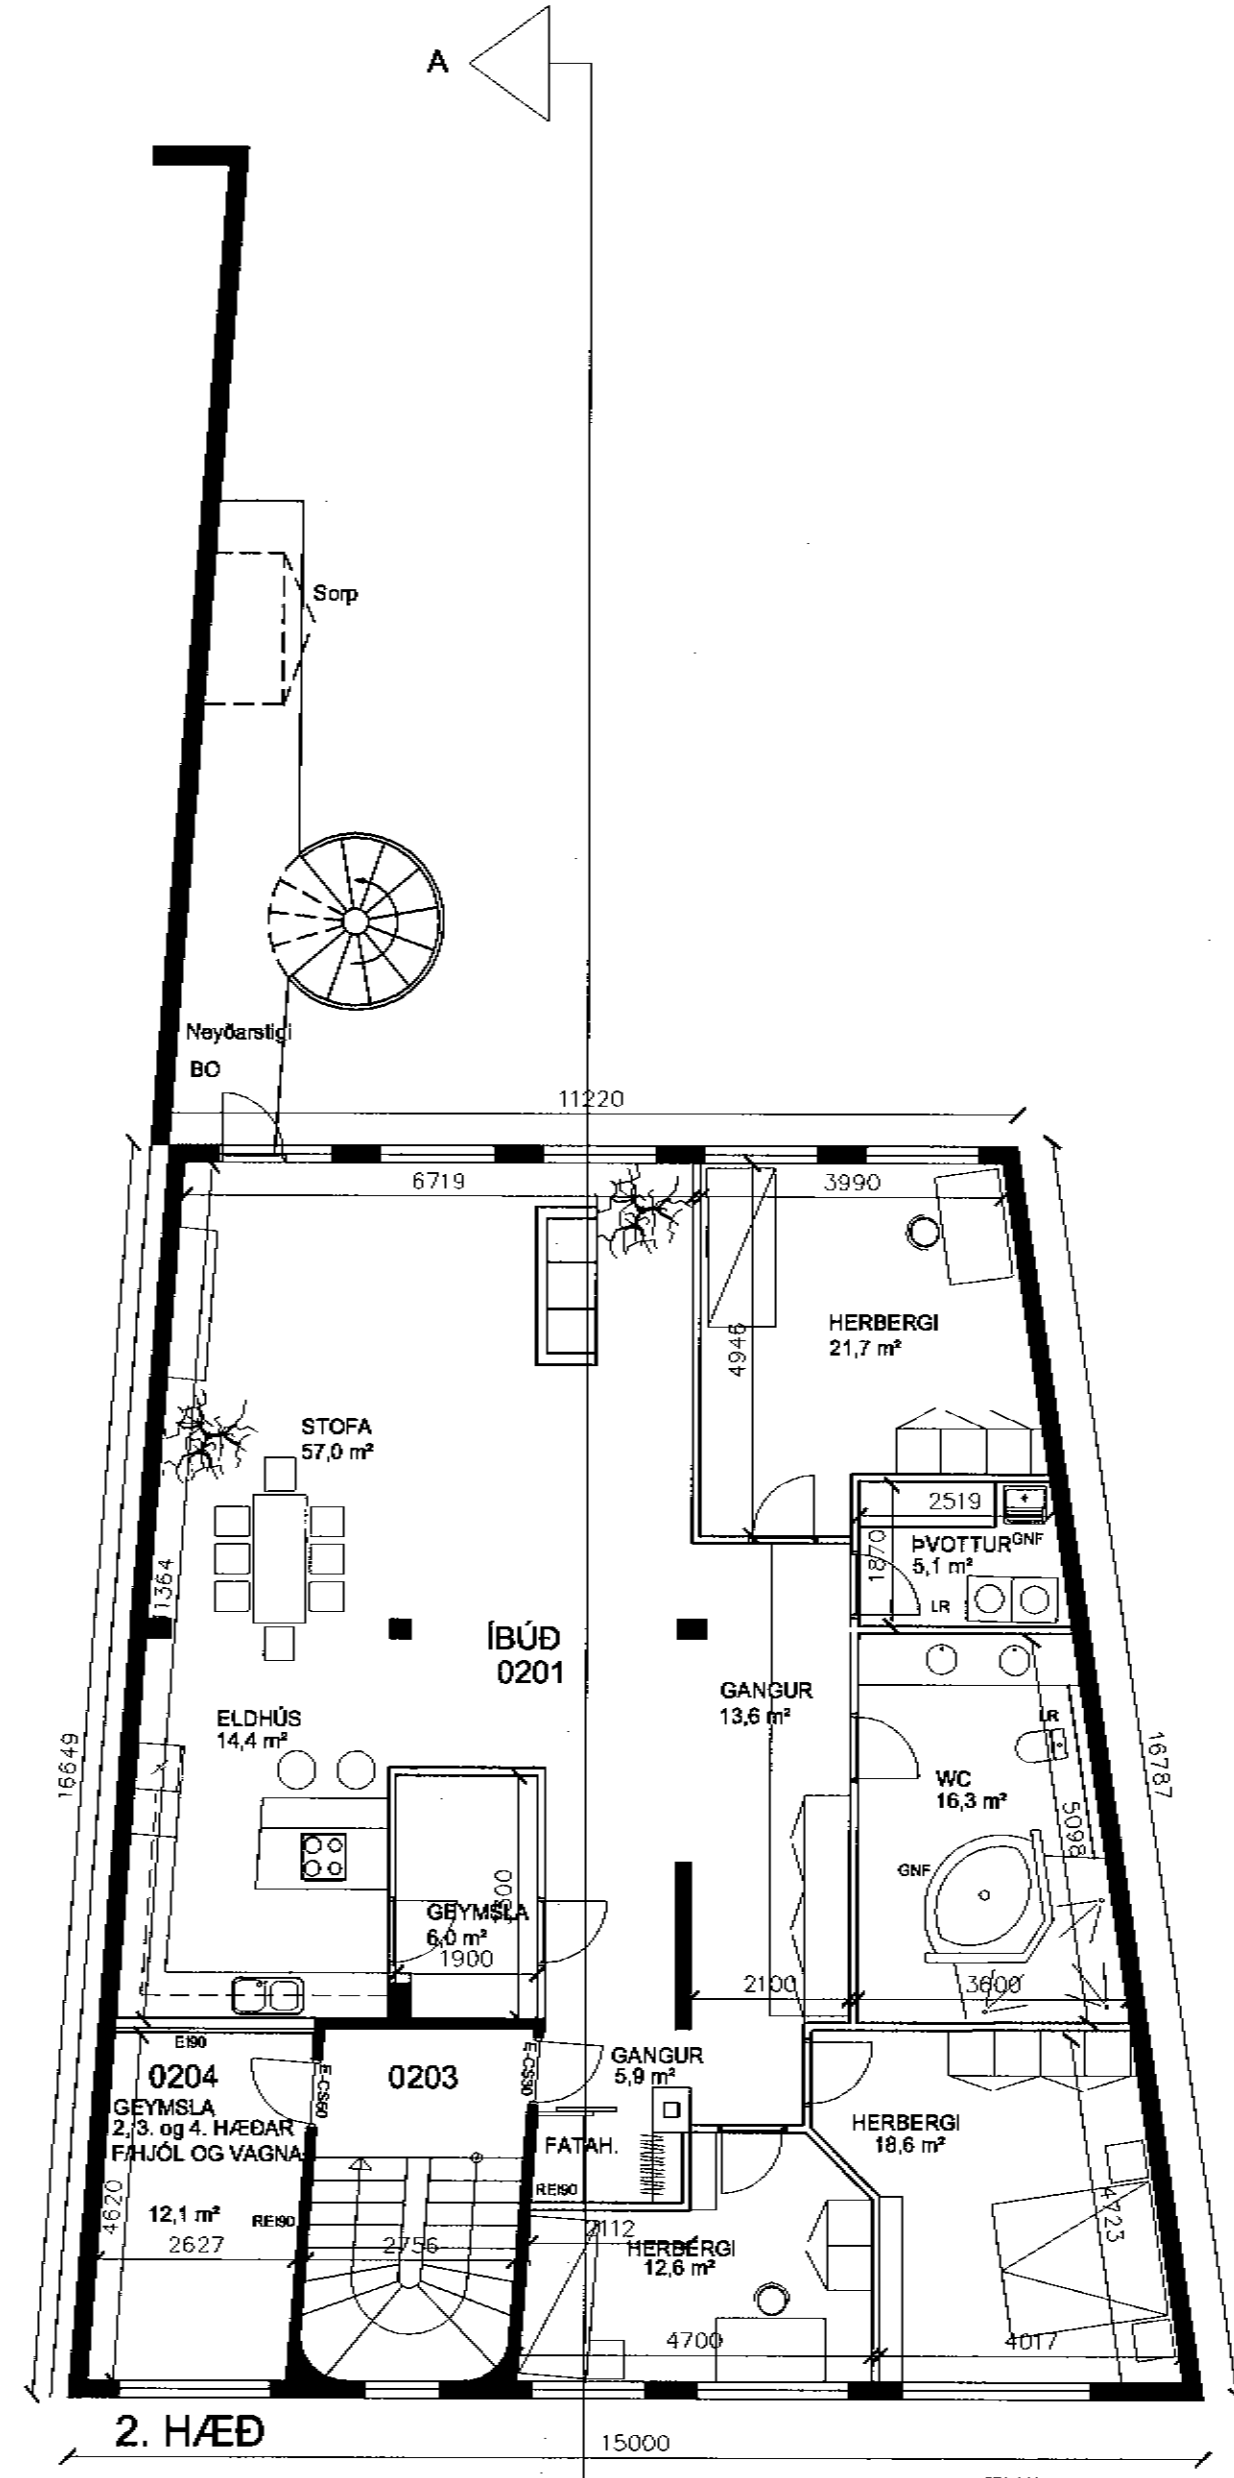 A
Sorp
Neyðarstigi
BO
11220
6719
3990
4946
HERBERGI
21,7 m²
STOFA
57,0 m²
2519
GNF
ÞVOTTUR
5,1 m²
1870
LR
11364
ÍBÚÐ
0201
GANGUR
13,6 m²
ELDHÚS
14,4 m²
LR
16649
16787
WC
16,3 m²
5098
GNF
GEYMSLA
6,0 m²
1900
2100
3600
EI90
0204
GEYMSLA
2, 3. og 4. HÆÐAR
F/HJÓL OG VAGNA
12,1 m²
E-CS60
0203
E-CS30
GANGUR
5,9 m²
FATAH.
REI90
HERBERGI
18,6 m²
4620
REI90
2627
2756
2112
HERBERGI
12,6 m²
4723
4700
4017
2. HÆÐ
15000